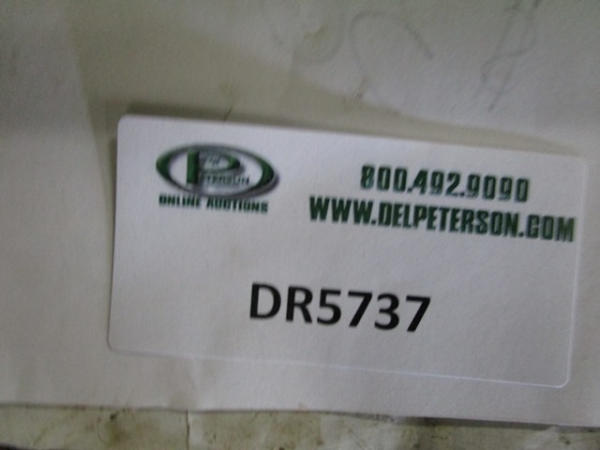 PETERSON
ONLINE AUCTIONS
800.492.9090
WWW.DELPETERSON.COM
DR5737